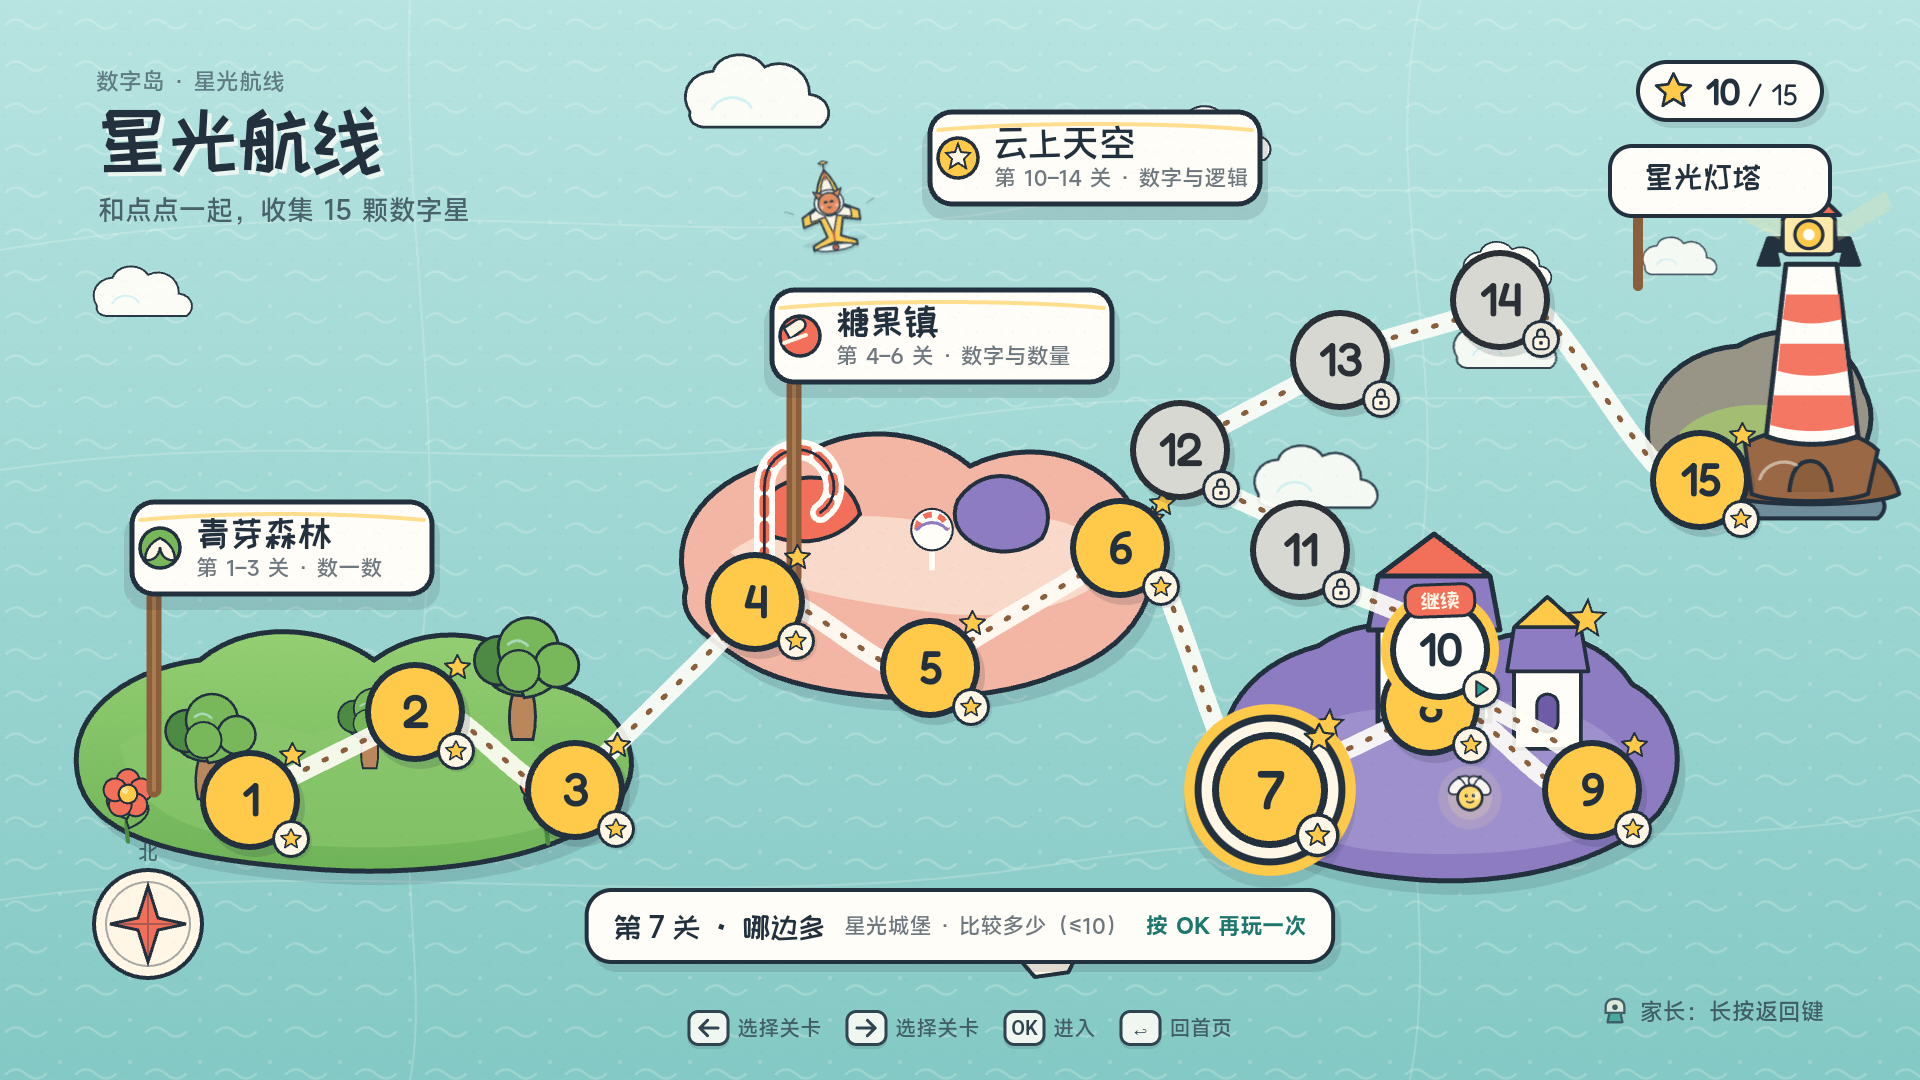 数字岛 · 星光航线
星光航线
和点点一起，收集 15 颗数字星
10 / 15
星光灯塔
云上天空
第 10–14 关 · 数字与逻辑
糖果镇
第 4–6 关 · 数字与数量
青芽森林
第 1–3 关 · 数一数
14
13
12
15
11
6
4
5
继续
10
8
2
1
3
7
9
北
第 7 关 · 哪边多 星光城堡 · 比较多少（≤10） 按 OK 再玩一次
← 选择关卡 → 选择关卡 OK 进入 ↩ 回首页
家长：长按返回键